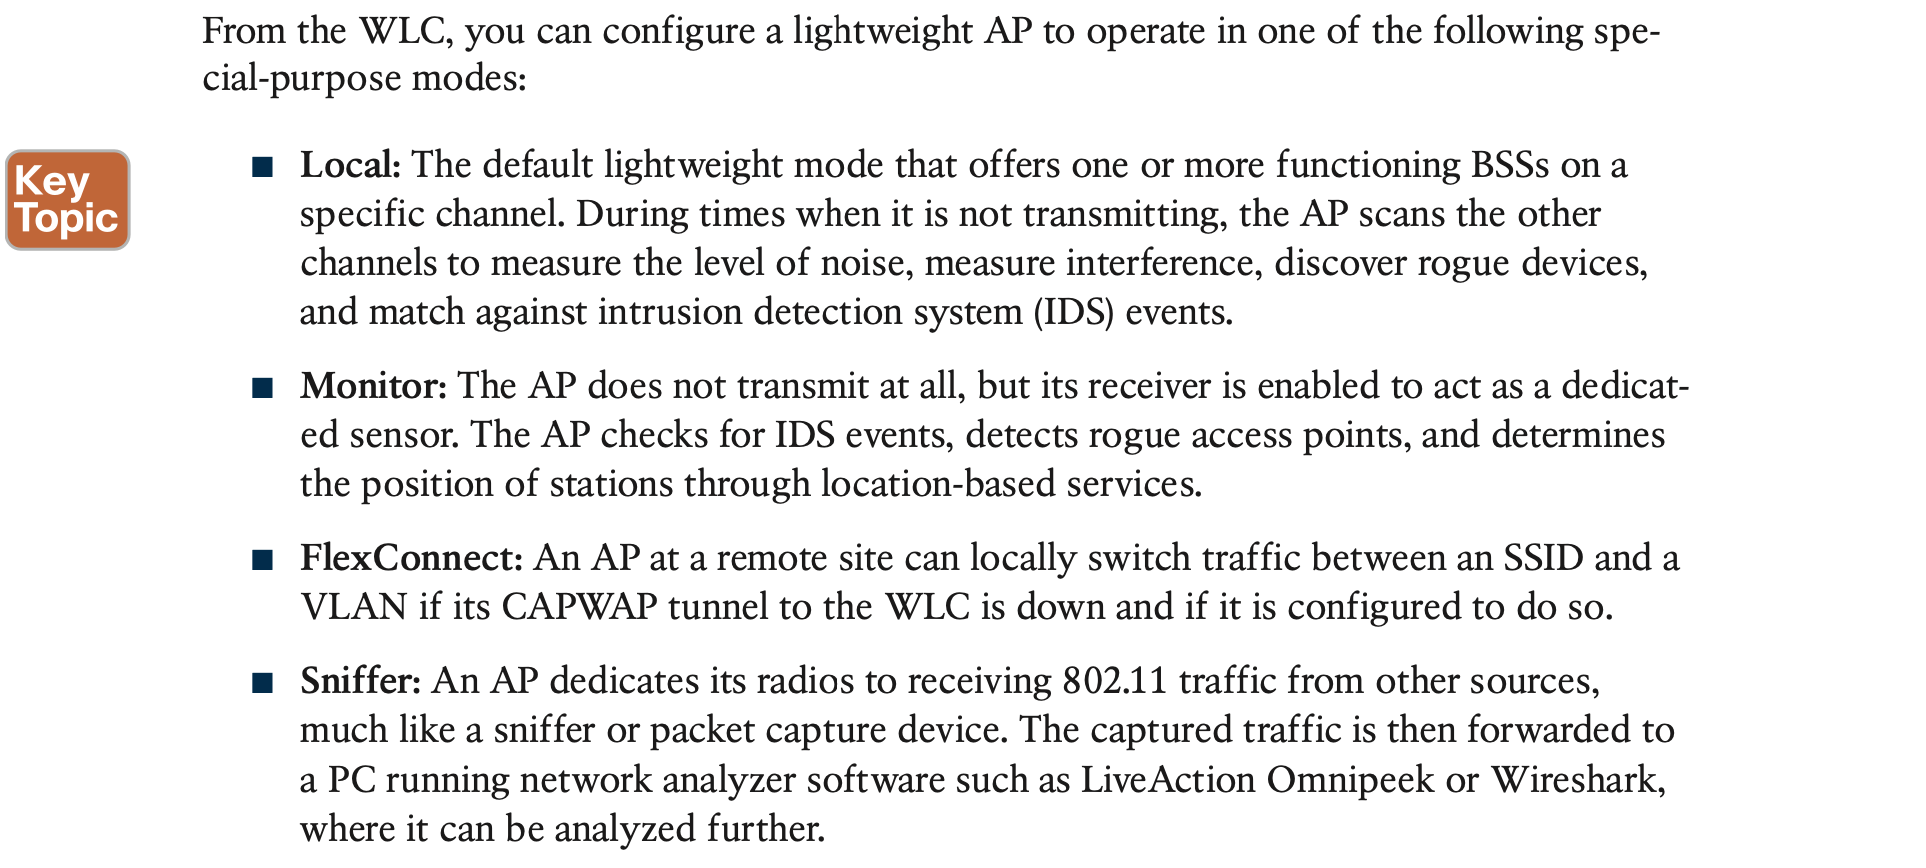 From the WLC, you can configure a lightweight AP to operate in one of the following spe-
cial-purpose modes:
Key
Topic
■ Local: The default lightweight mode that offers one or more functioning BSSs on a
specific channel. During times when it is not transmitting, the AP scans the other
channels to measure the level of noise, measure interference, discover rogue devices,
and match against intrusion detection system (IDS) events.
■ Monitor: The AP does not transmit at all, but its receiver is enabled to act as a dedicat-
ed sensor. The AP checks for IDS events, detects rogue access points, and determines
the position of stations through location-based services.
■ FlexConnect: An AP at a remote site can locally switch traffic between an SSID and a
VLAN if its CAPWAP tunnel to the WLC is down and if it is configured to do so.
■ Sniffer: An AP dedicates its radios to receiving 802.11 traffic from other sources,
much like a sniffer or packet capture device. The captured traffic is then forwarded to
a PC running network analyzer software such as LiveAction Omnipeek or Wireshark,
where it can be analyzed further.